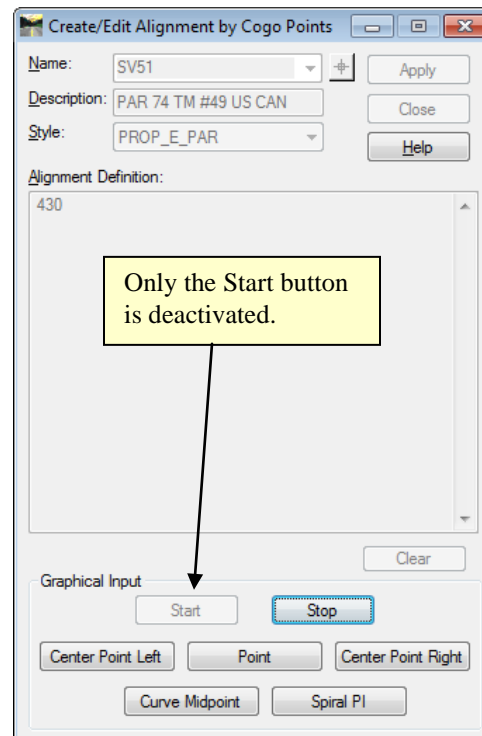 Create/Edit Alignment by Cogo Points
Name: SV51 Apply
Description: PAR 74 TM #49 US CAN Close
Style: PROP_E_PAR Help
Alignment Definition:
430
Only the Start button
is deactivated.
Clear
Graphical Input
Start Stop
Center Point Left Point Center Point Right
Curve Midpoint Spiral PI